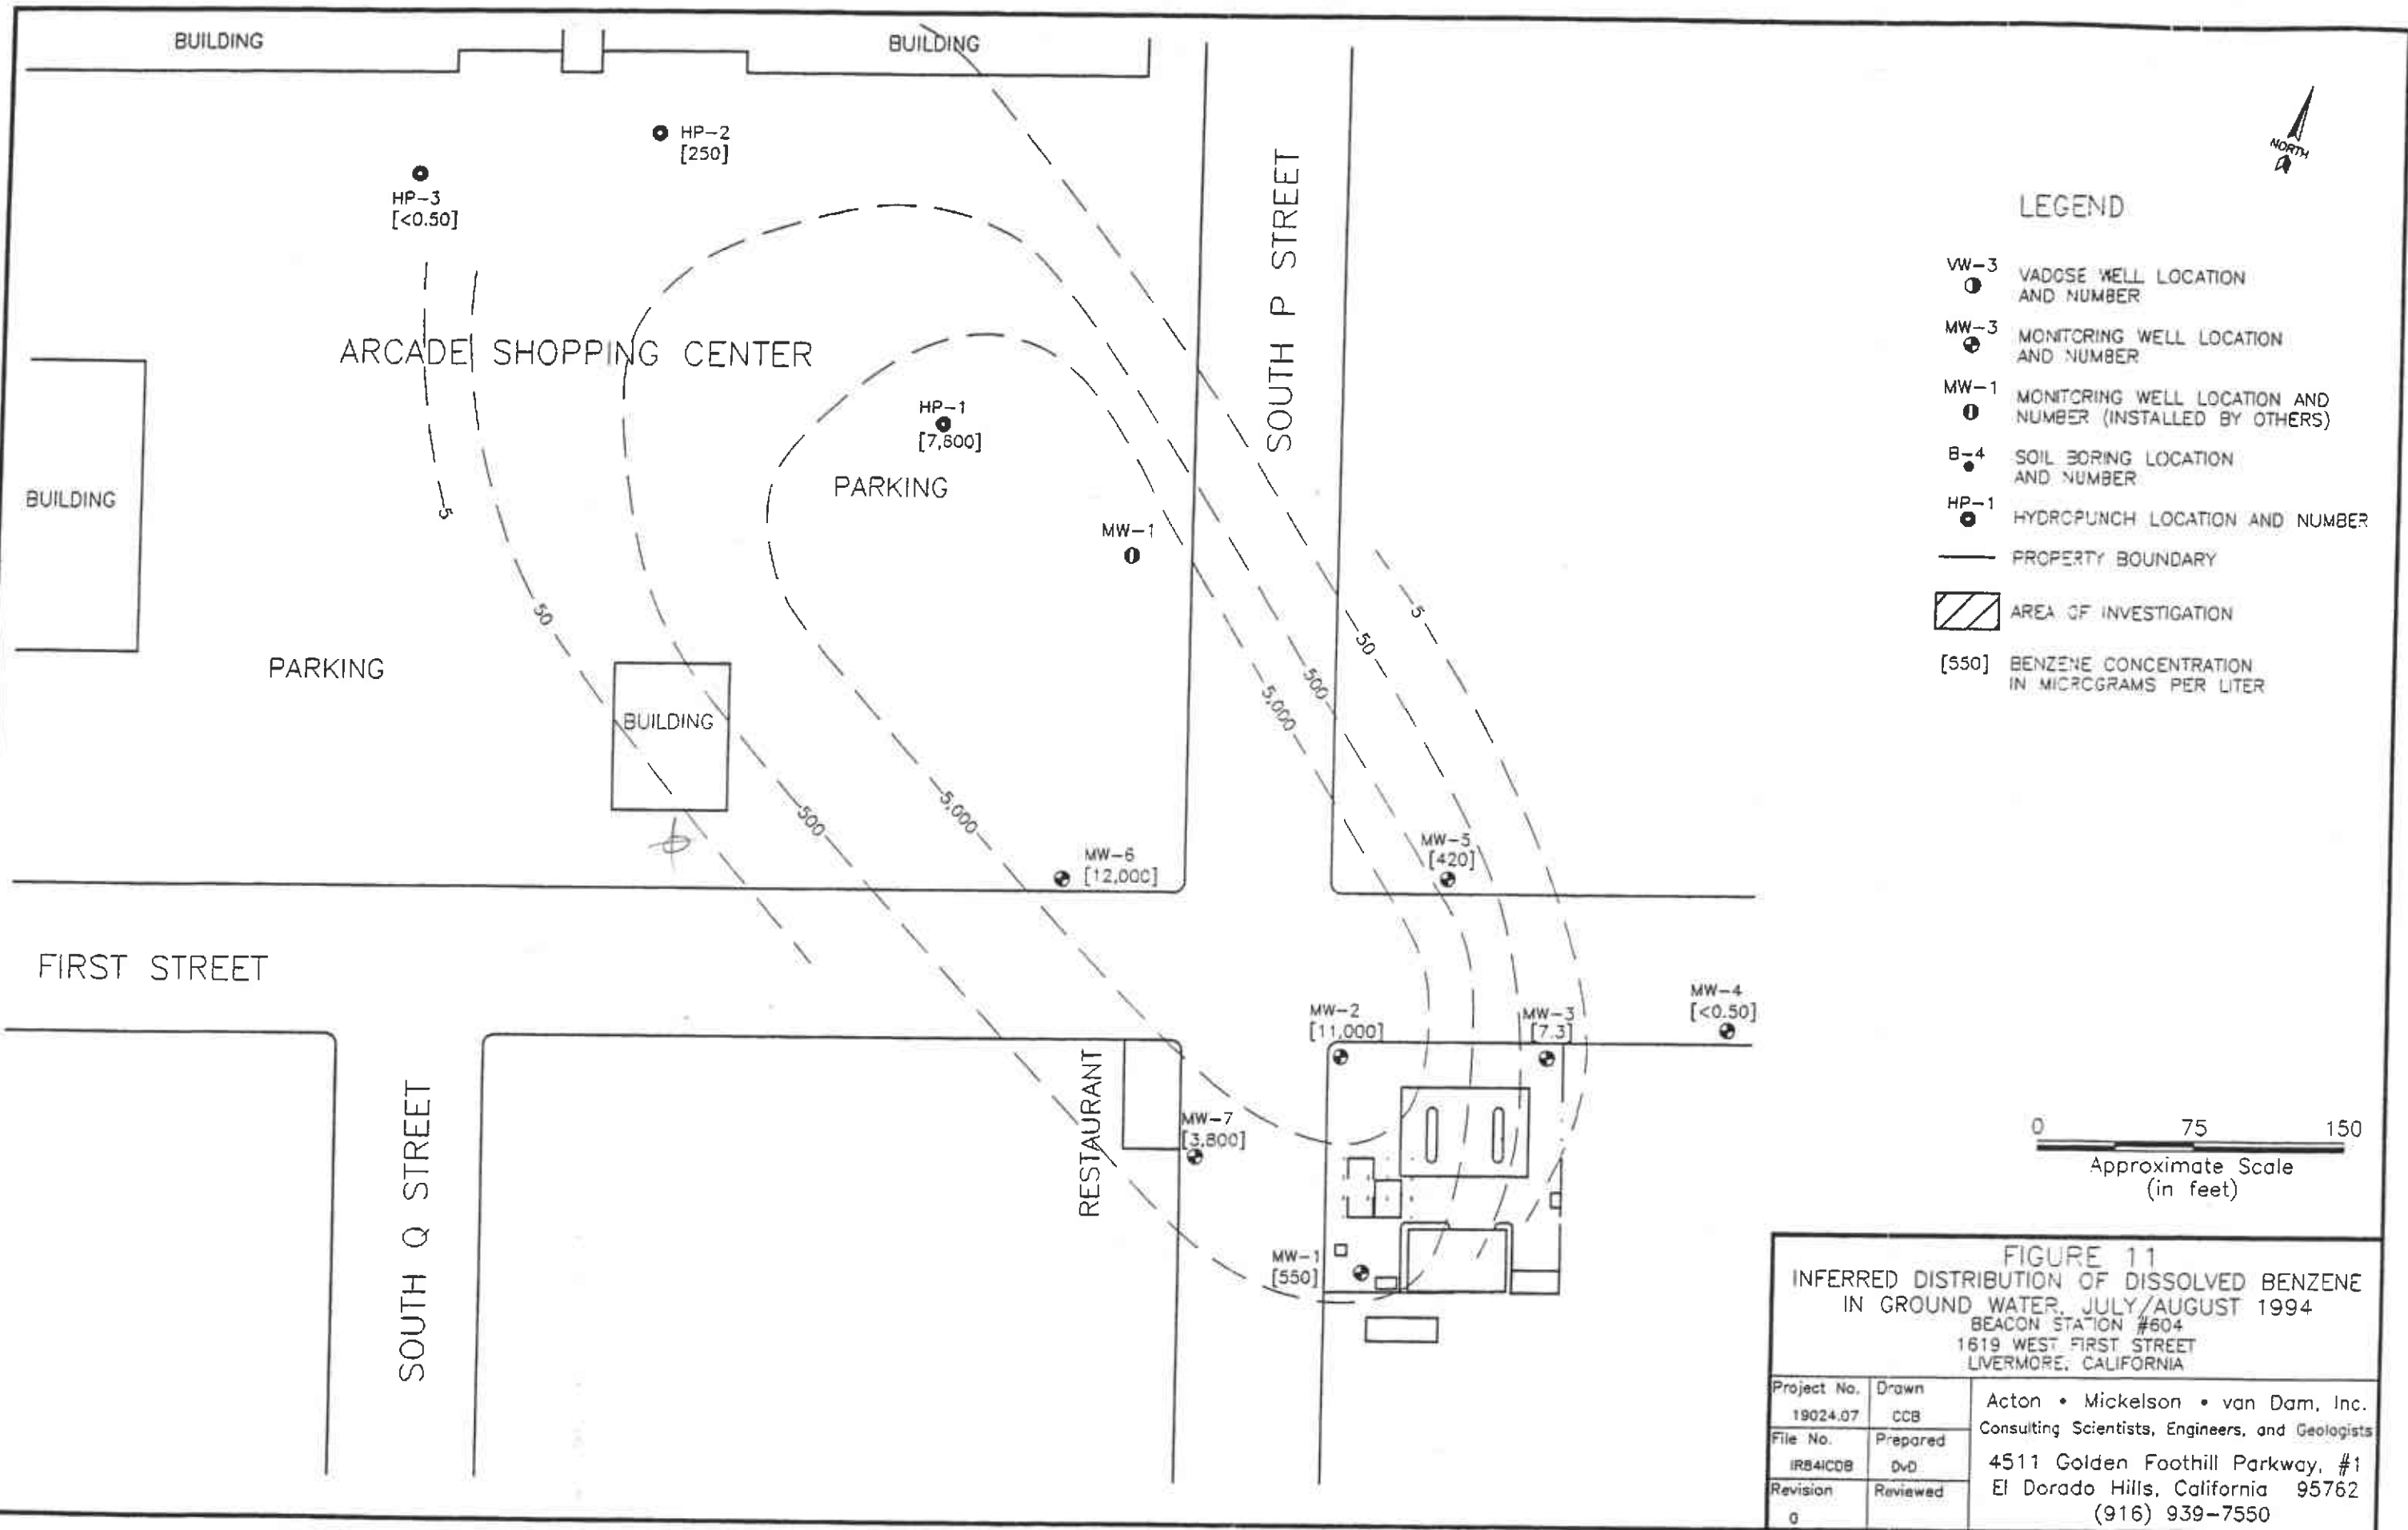 BUILDING
BUILDING
HP-2
[250]
HP-3
[<0.50]
NORTH
ARCADE SHOPPING CENTER
HP-1
PARKING
MW-1
SOUTH P STREET
BUILDING
5
50
PARKING
BUILDING
500
5,000
5
50
500
5,000
MW-6
[12,000]
MW-5
[420]
FIRST STREET
MW-2
[11,000]
MW-3
[7.3]
MW-4
[<0.50]
SOUTH Q STREET
RESTAURANT
MW-7
[3,800]
MW-1
[550]
LEGEND
VW-3
VADOSE WELL LOCATION
AND NUMBER
MW-3
MONITORING WELL LOCATION
AND NUMBER
MW-1
MONITORING WELL LOCATION AND
NUMBER (INSTALLED BY OTHERS)
B-4
SOIL BORING LOCATION
AND NUMBER
HP-1
HYDROPUNCH LOCATION AND NUMBER
PROPERTY BOUNDARY
AREA OF INVESTIGATION
[550] BENZENE CONCENTRATION
IN MICROGRAMS PER LITER
0 75 150
Approximate Scale
(in feet)
FIGURE 11
INFERRED DISTRIBUTION OF DISSOLVED BENZENE
IN GROUND WATER, JULY/AUGUST 1994
BEACON STATION #604
1619 WEST FIRST STREET
LIVERMORE, CALIFORNIA
Project No. Drawn
19024.07 CCB
File No. Prepared
DvD
Revision Reviewed
0
Acton • Mickelson • van Dam, Inc.
Consulting Scientists, Engineers, and Geologists
4511 Golden Foothill Parkway, #1
El Dorado Hills, California 95762
(916) 939-7550